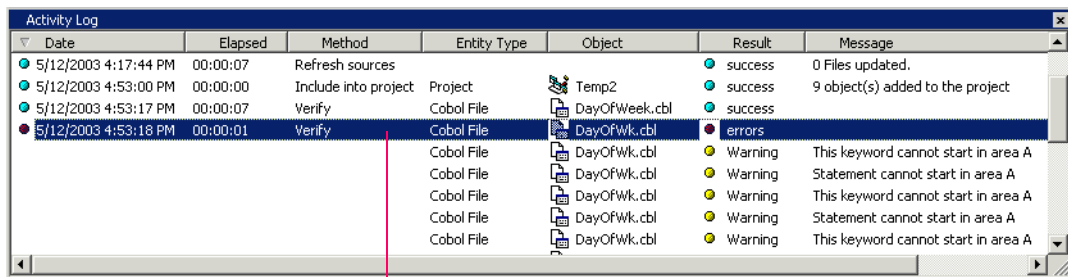 Activity Log
Date Elapsed Method Entity Type Object Result Message
5/12/2003 4:17:44 PM 00:00:07 Refresh sources success 0 Files updated.
5/12/2003 4:53:00 PM 00:00:00 Include into project Project Temp2 success 9 object(s) added to the project
5/12/2003 4:53:17 PM 00:00:07 Verify Cobol File DayOfWeek.cbl success
5/12/2003 4:53:18 PM 00:00:01 Verify Cobol File DayOfWk.cbl errors
Cobol File DayOfWk.cbl Warning This keyword cannot start in area A
Cobol File DayOfWk.cbl Warning Statement cannot start in area A
Cobol File DayOfWk.cbl Warning This keyword cannot start in area A
Cobol File DayOfWk.cbl Warning Statement cannot start in area A
Cobol File DayOfWk.cbl Warning This keyword cannot start in area A